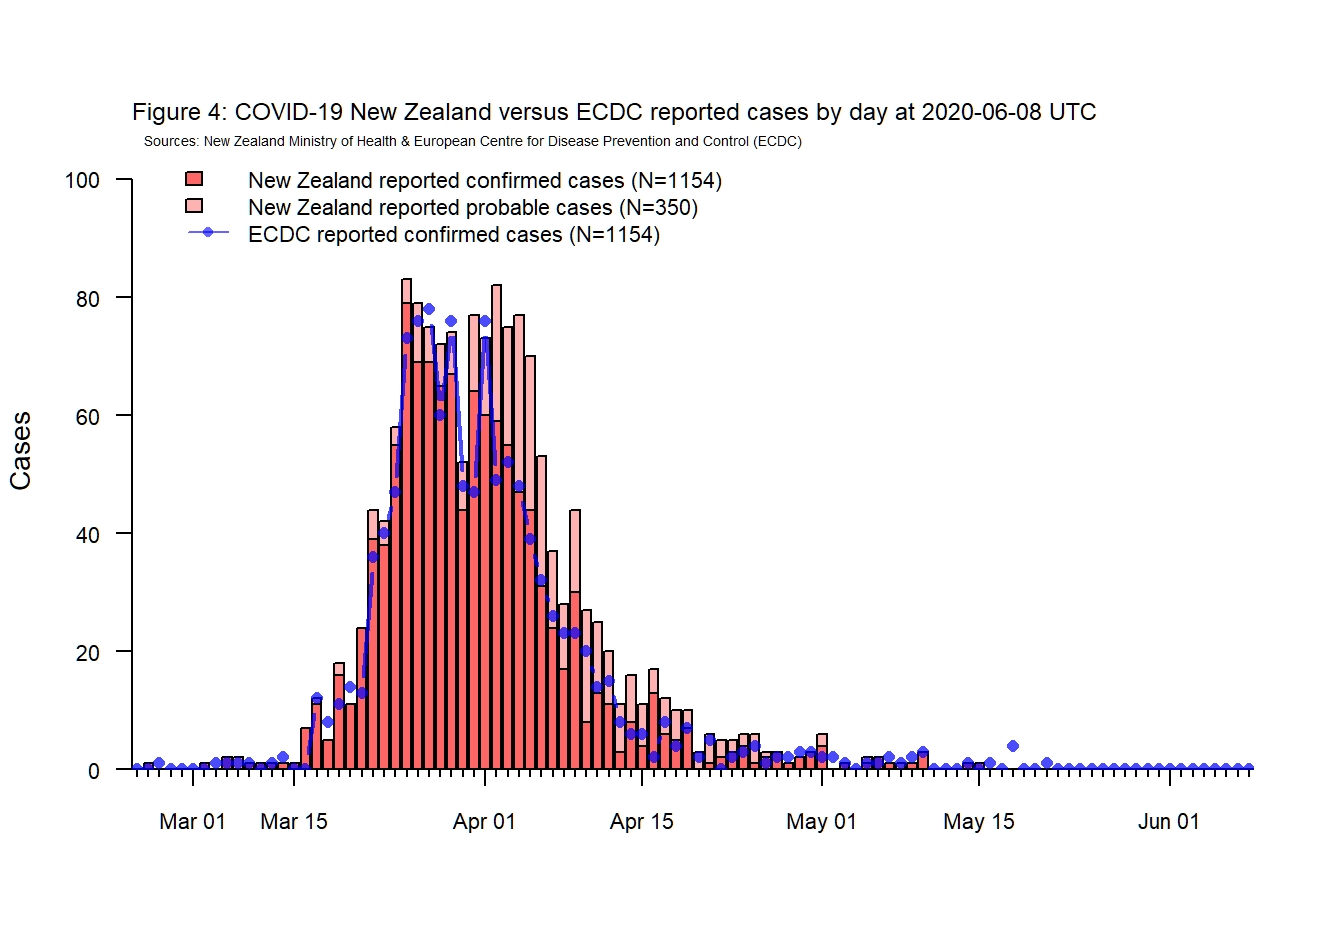 Figure 4: COVID-19 New Zealand versus ECDC reported cases by day at 2020-06-08 UTC
Sources: New Zealand Ministry of Health & European Centre for Disease Prevention and Control (ECDC)
New Zealand reported confirmed cases (N=1154)
New Zealand reported probable cases (N=350)
ECDC reported confirmed cases (N=1154)
Cases
100
80
60
40
20
0
Mar 01 Mar 15 Apr 01 Apr 15 May 01 May 15 Jun 01